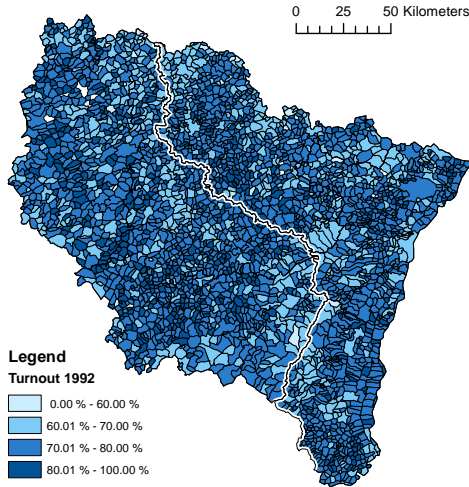 0 25 50 Kilometers
Legend
Turnout 1992
0.00 % - 60.00 %
60.01 % - 70.00 %
70.01 % - 80.00 %
80.01 % - 100.00 %